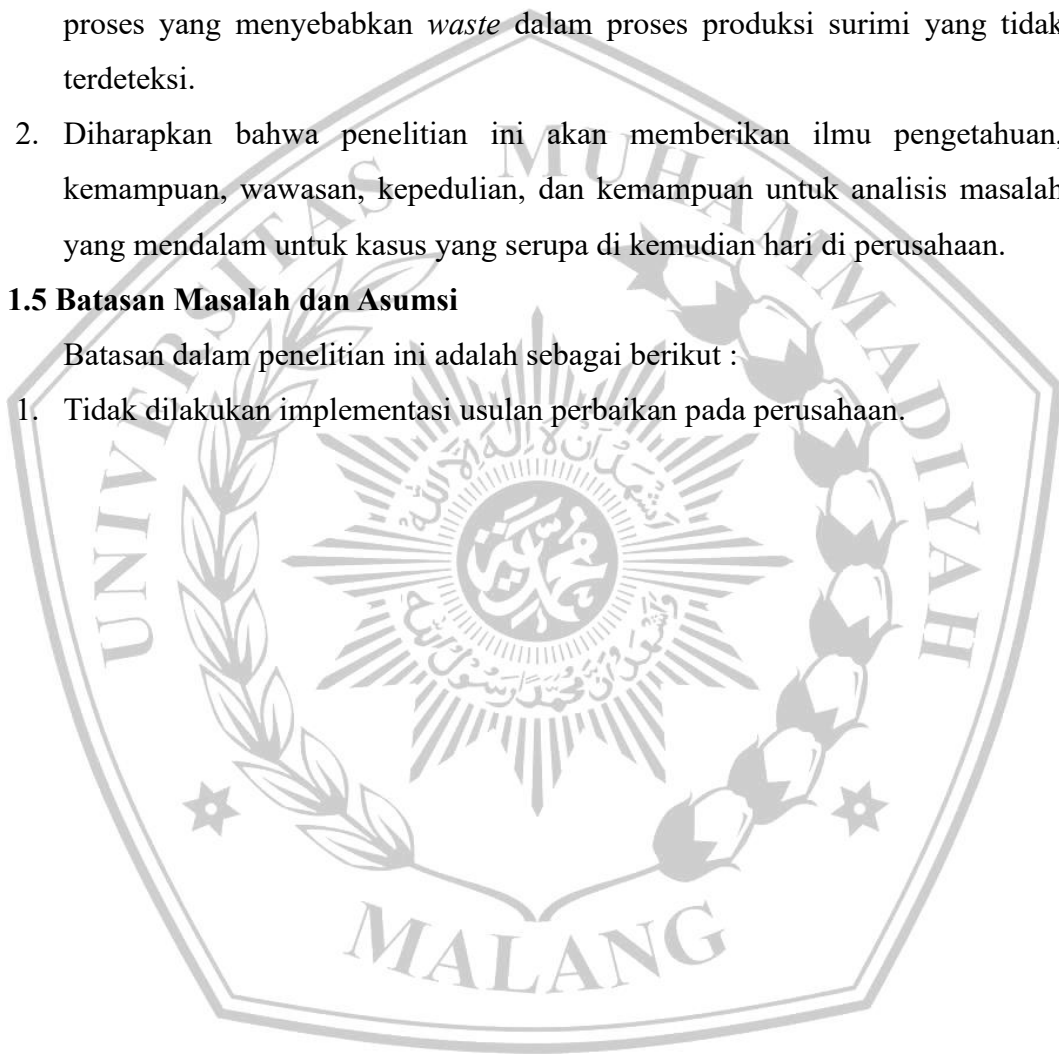 proses yang menyebabkan waste dalam proses produksi surimi yang tidak
terdeteksi.
2. Diharapkan bahwa penelitian ini akan memberikan ilmu pengetahuan,
kemampuan, wawasan, kepedulian, dan kemampuan untuk analisis masalah
yang mendalam untuk kasus yang serupa di kemudian hari di perusahaan.
1.5 Batasan Masalah dan Asumsi
Batasan dalam penelitian ini adalah sebagai berikut :
1. Tidak dilakukan implementasi usulan perbaikan pada perusahaan.
UNIVERSITAS MUHAMMADIYAH
MALANG